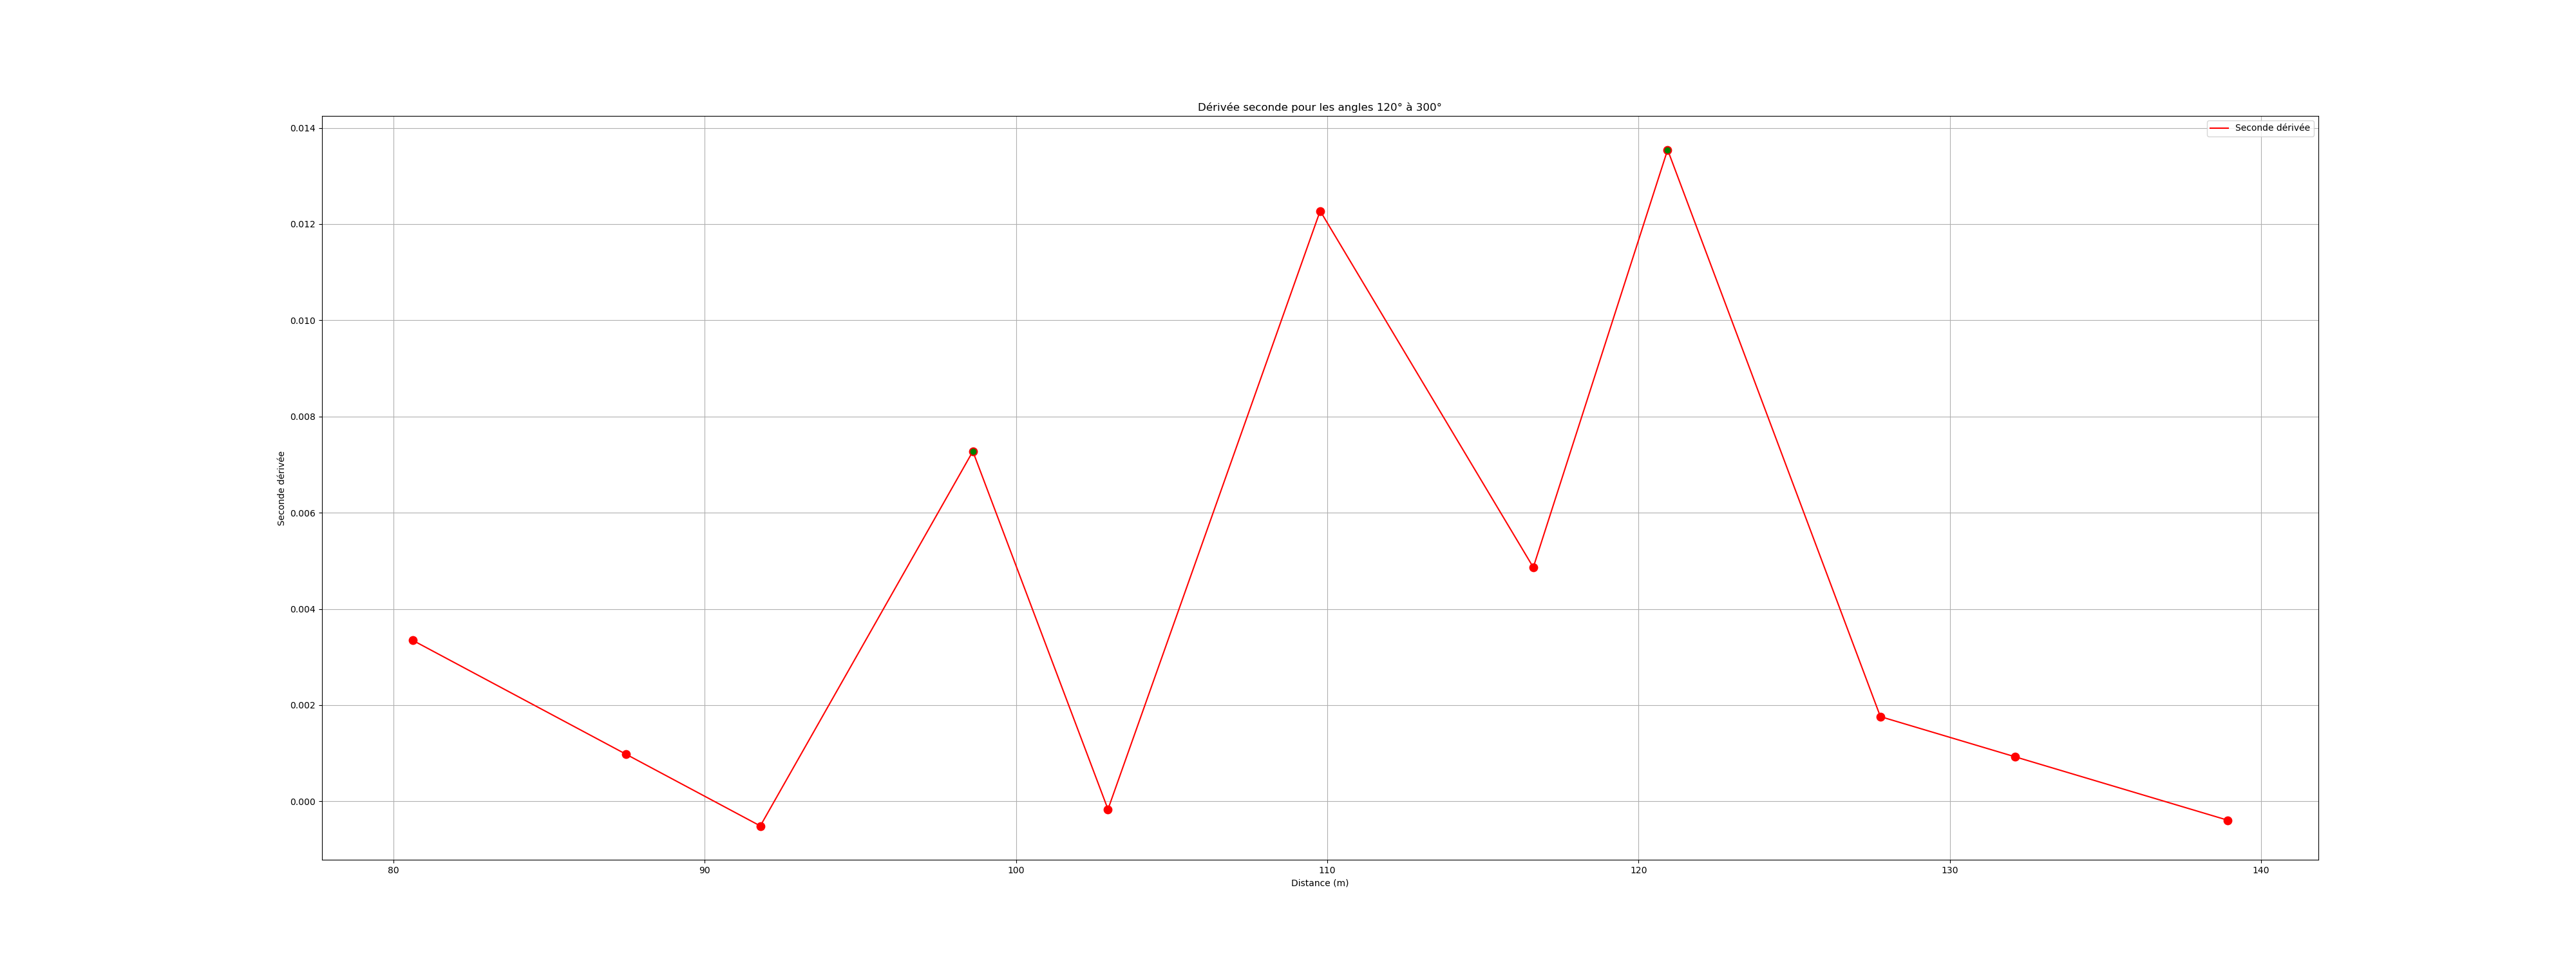 Dérivée seconde pour les angles 120° à 300°
Seconde dérivée
0.014
0.012
0.010
0.008
0.006
0.004
0.002
0.000
Seconde dérivée
80 90 100 110 120 130 140
Distance (m)